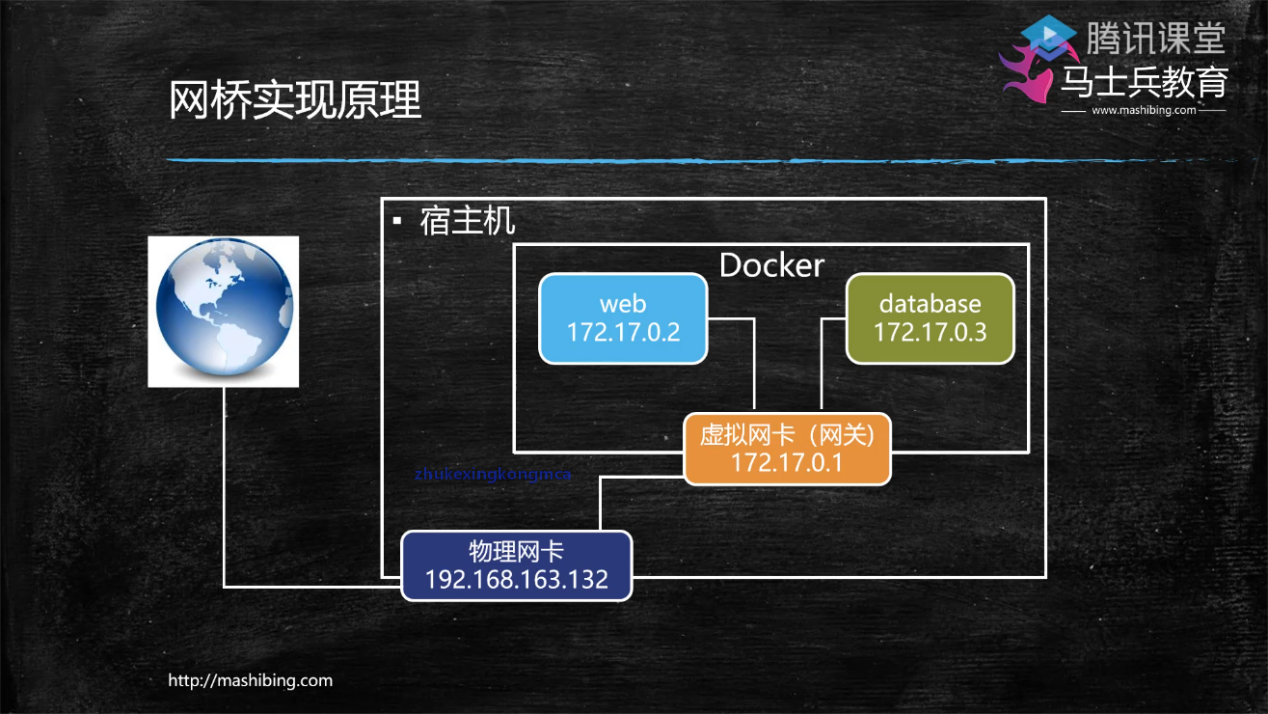 腾讯课堂
马士兵教育
www.mashibing.com
网桥实现原理
▪ 宿主机
Docker
web
172.17.0.2
database
172.17.0.3
虚拟网卡（网关)
172.17.0.1
zhukexingkongmca
物理网卡
192.168.163.132
http://mashibing.com